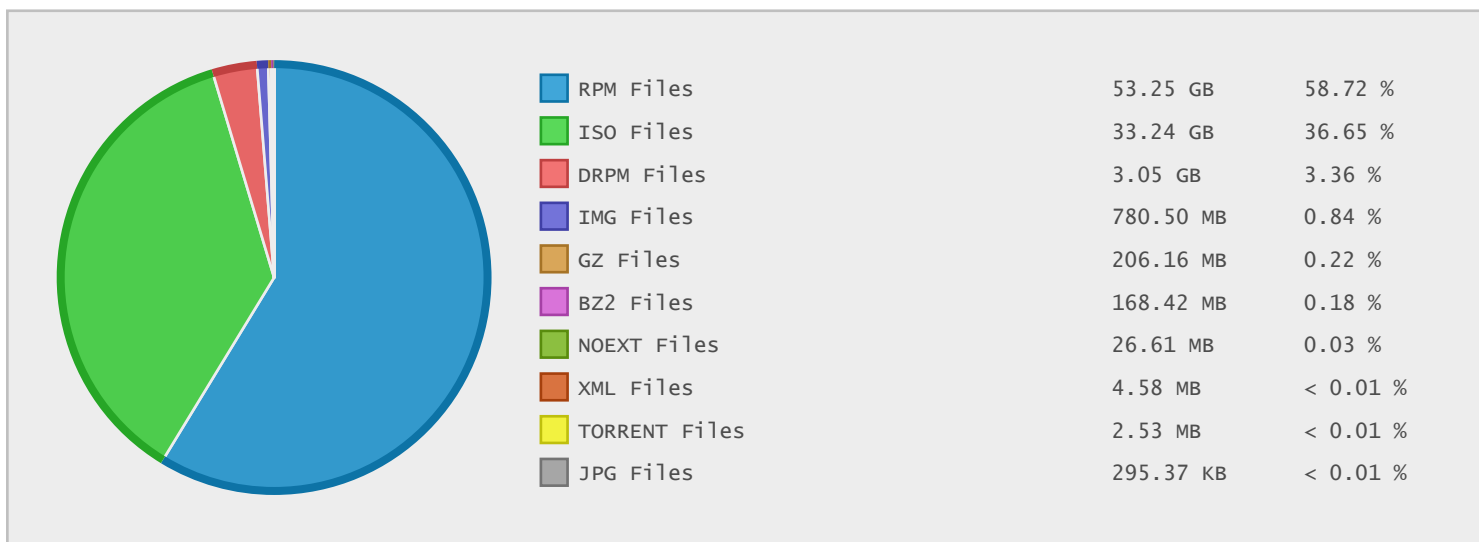 RPM Files 53.25 GB 58.72 %
ISO Files 33.24 GB 36.65 %
DRPM Files 3.05 GB 3.36 %
IMG Files 780.50 MB 0.84 %
GZ Files 206.16 MB 0.22 %
BZ2 Files 168.42 MB 0.18 %
NOEXT Files 26.61 MB 0.03 %
XML Files 4.58 MB < 0.01 %
TORRENT Files 2.53 MB < 0.01 %
JPG Files 295.37 KB < 0.01 %